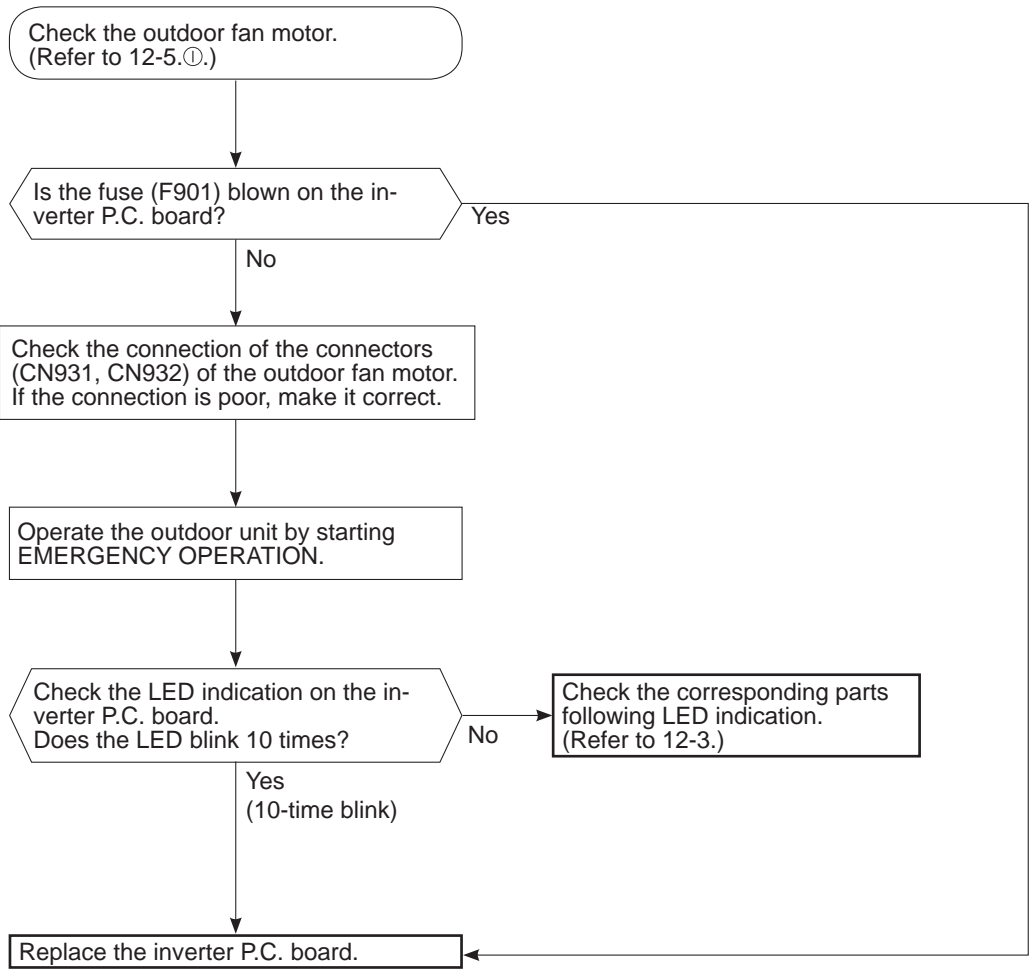 Check the outdoor fan motor.
(Refer to 12-5.Ⓘ.)
Is the fuse (F901) blown on the in-
verter P.C. board?
Yes
No
Check the connection of the connectors
(CN931, CN932) of the outdoor fan motor.
If the connection is poor, make it correct.
Operate the outdoor unit by starting
EMERGENCY OPERATION.
Check the LED indication on the in-
verter P.C. board.
Does the LED blink 10 times?
No
Check the corresponding parts
following LED indication.
(Refer to 12-3.)
Yes
(10-time blink)
Replace the inverter P.C. board.